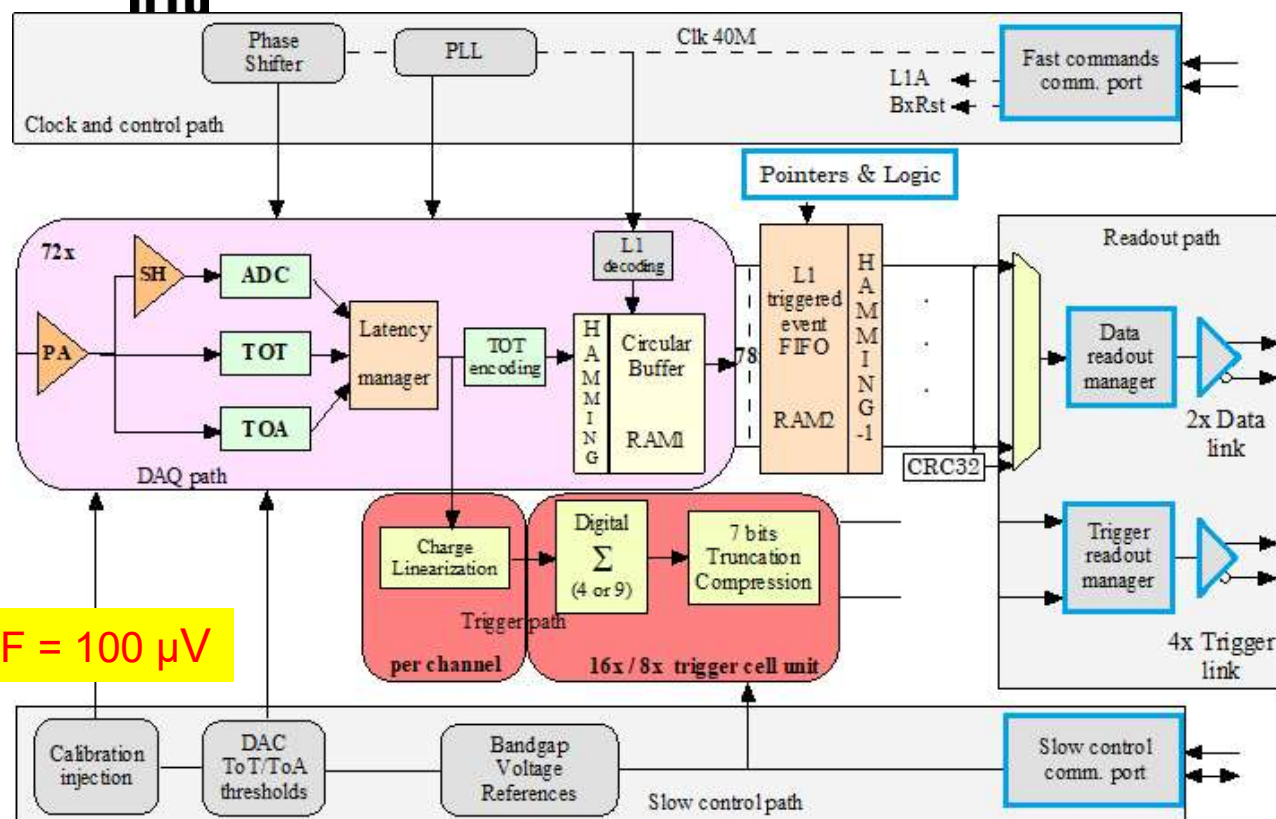 Phase
Shifter
PLL
Clk 40M
Fast commands
comm. port
L1A
BxRst
Clock and control path
Pointers & Logic
72x
SH
ADC
PA
TOT
TOA
Latency
manager
TOT
encoding
L1
decoding
HAMMING
Circular
Buffer
RAM1
DAQ path
78
L1
triggered
event
FIFO
RAM2
HAMMING
-1
CRC32
Readout path
Data
readout
manager
2x Data
link
Trigger
readout
manager
4x Trigger
link
Charge
Linearization
Digital
Σ
(4 or 9)
7 bits
Truncation
Compression
Trigger path
per channel
16x / 8x trigger cell unit
F = 100 µV
Calibration
injection
DAC
ToT/ToA
thresholds
Bandgap
Voltage
References
Slow control path
Slow control
comm. port